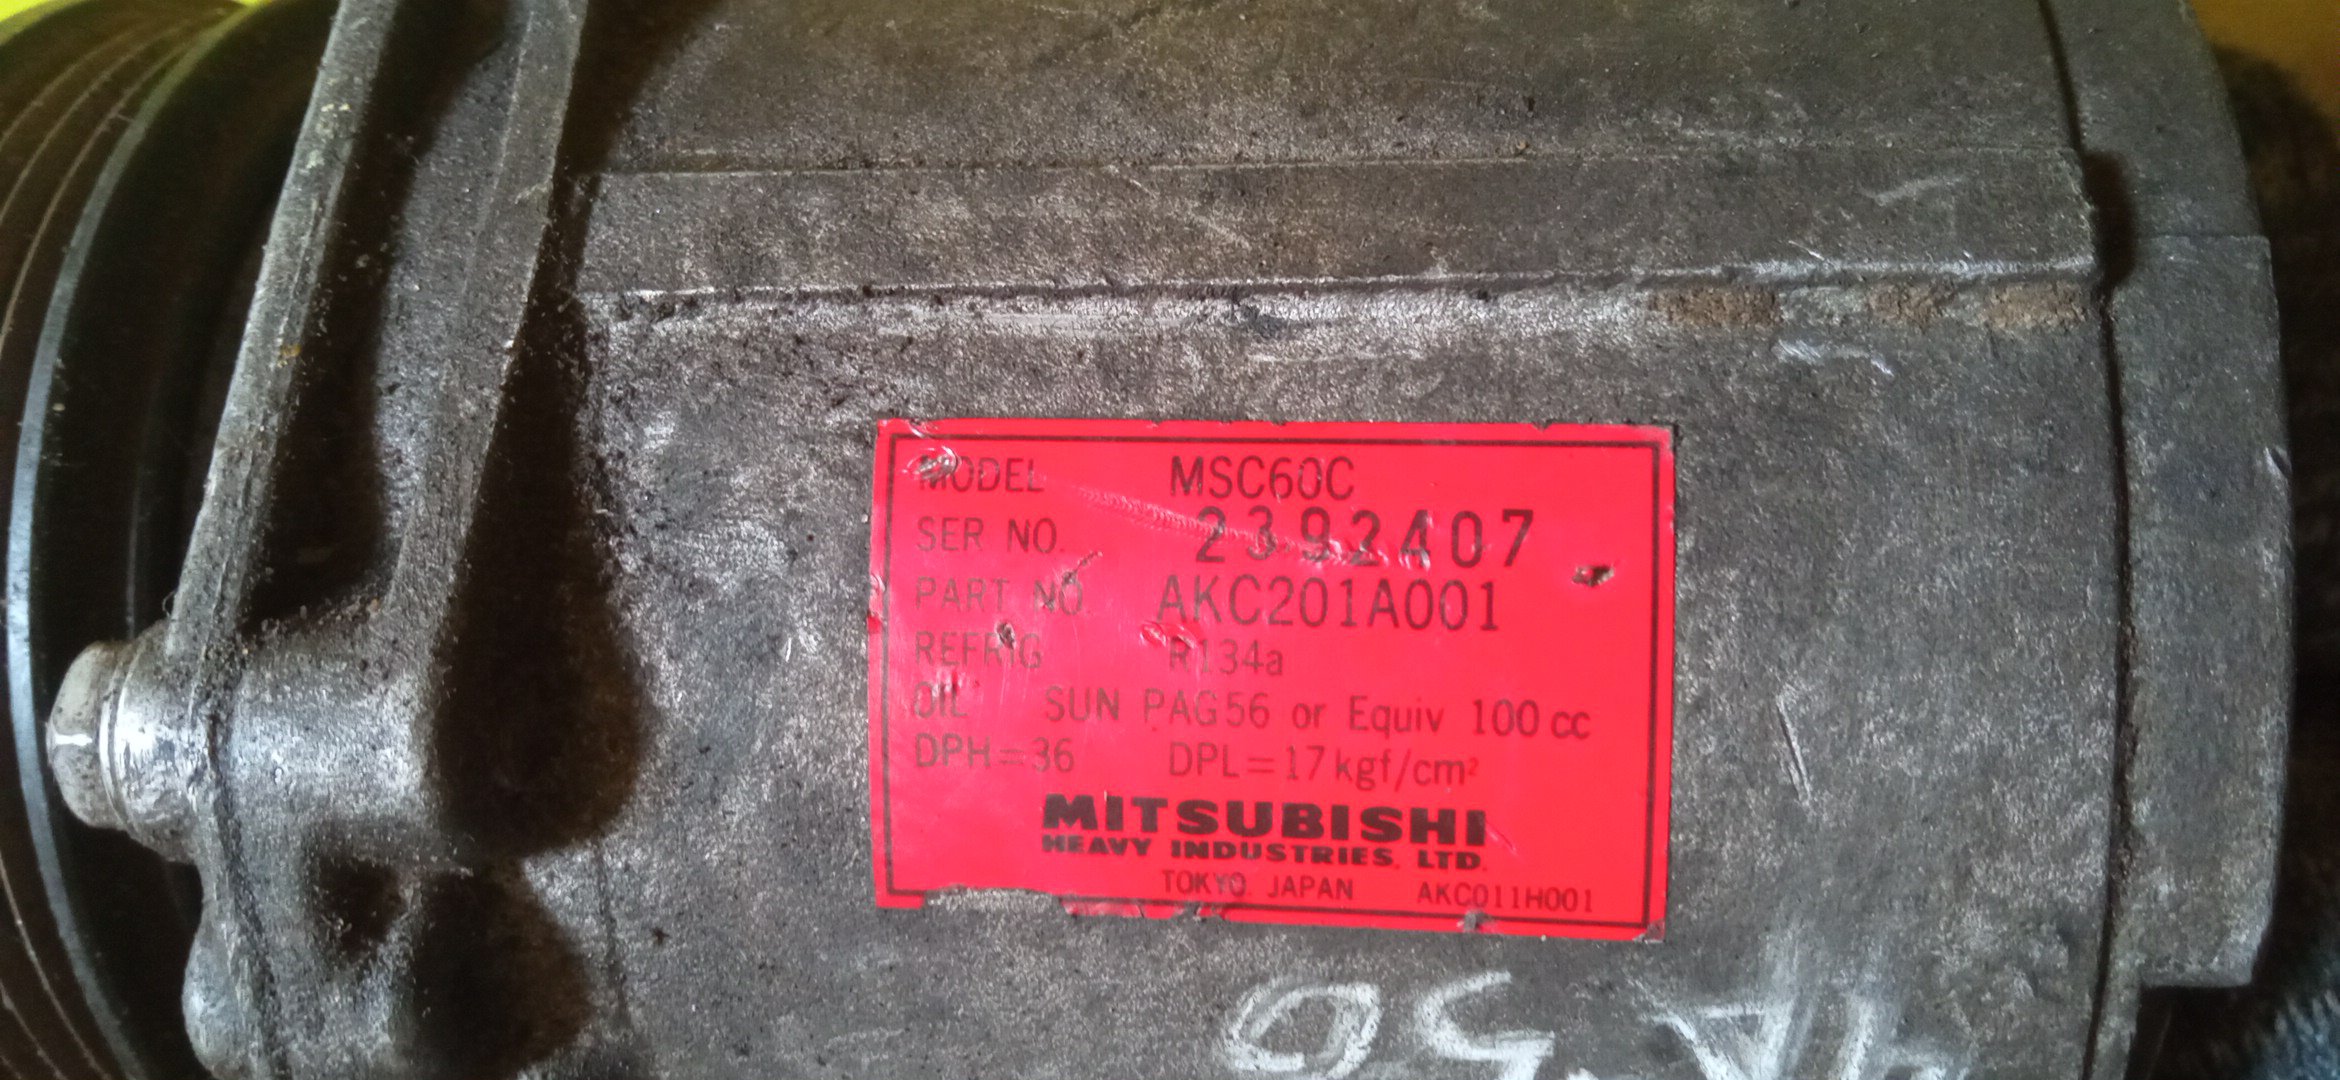 MODEL MSC60C
SER NO. 2392407
PART NO. AKC201A001
REFRIG R134a
OIL SUN PAG56 or Equiv 100cc
DPH=36 DPL=17kgf/cm²
MITSUBISHI
HEAVY INDUSTRIES, LTD.
TOKYO. JAPAN AKC011H001